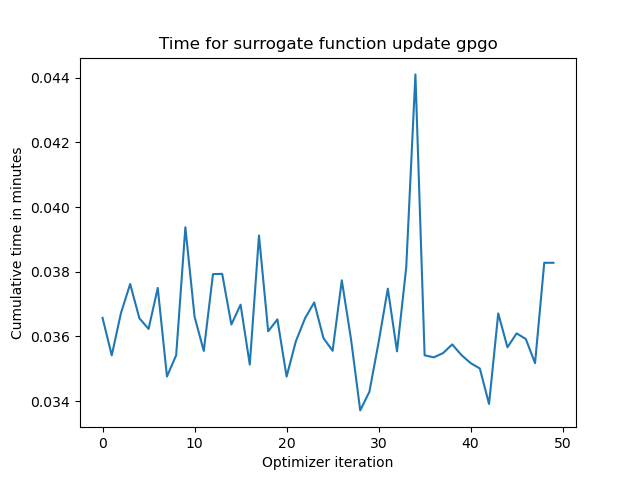 Time for surrogate function update gpgo
Cumulative time in minutes
0.044
0.042
0.040
0.038
0.036
0.034
0 10 20 30 40 50
Optimizer iteration